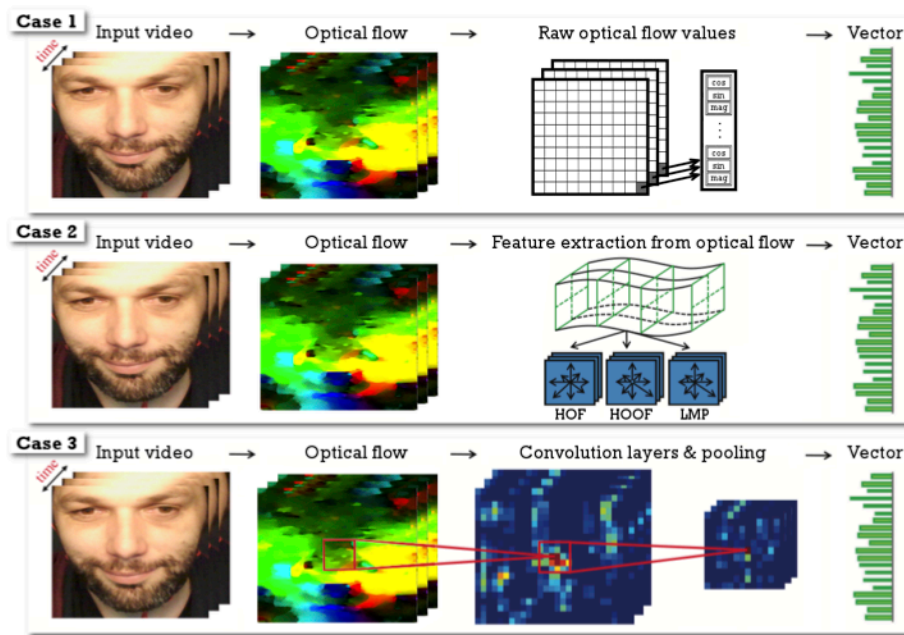 Case 1
Input video → Optical flow → Raw optical flow values → Vector
time
cos
sin
mag
⋮
cos
sin
mag
Case 2
Input video → Optical flow → Feature extraction from optical flow → Vector
time
HOF HOOF LMP
Case 3
Input video → Optical flow → Convolution layers & pooling → Vector
time